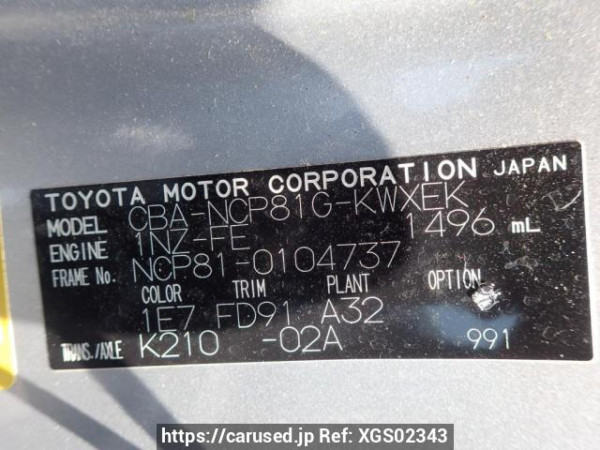 TOYOTA MOTOR CORPORATION JAPAN
MODEL CBA-NCP81G-KWXEK
ENGINE 1NZ-FE 1496 mL
FRAME No. NCP81-0104737
COLOR TRIM PLANT OPTION
1E7 FD91 A32
TRANS./AXLE K210 -02A 991
https://carused.jp Ref: XGS02343